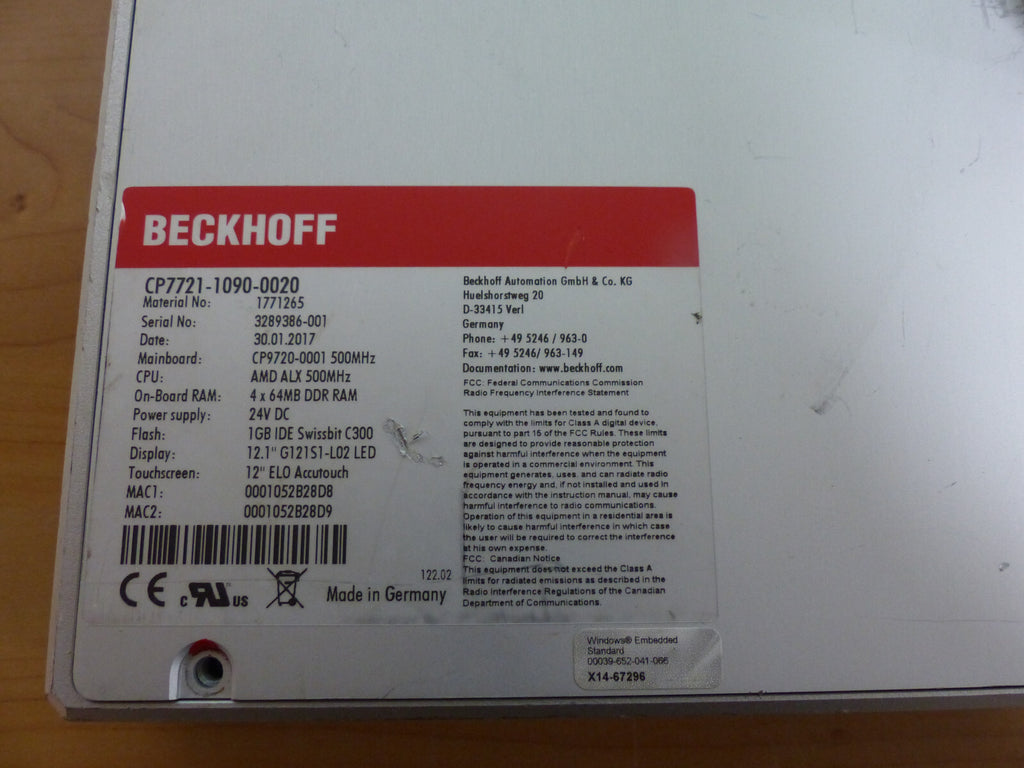 BECKHOFF
CP7721-1090-0020
Material No: 1771265
Serial No: 3289386-001
Date: 30.01.2017
Mainboard: CP9720-0001 500MHz
CPU: AMD ALX 500MHz
On-Board RAM: 4 x 64MB DDR RAM
Power supply: 24V DC
Flash: 1GB IDE Swissbit C300
Display: 12.1" G121S1-L02 LED
Touchscreen: 12" ELO Accutouch
MAC1: 0001052B28D8
MAC2: 0001052B28D9
CE c RU US
122.02
Made in Germany
Beckhoff Automation GmbH & Co. KG
Huelshorstweg 20
D-33415 Verl
Germany
Phone: +49 5246 / 963-0
Fax: +49 5246/ 963-149
Documentation: www.beckhoff.com
FCC: Federal Communications Commission
Radio Frequency Interference Statement
This equipment has been tested and found to
comply with the limits for Class A digital device,
pursuant to part 15 of the FCC Rules. These limits
are designed to provide reasonable protection
against harmful interference when the equipment
is operated in a commercial environment. This
equipment generates, uses, and can radiate radio
frequency energy and, if not installed and used in
accordance with the instruction manual, may cause
harmful interference to radio communications.
Operation of this equipment in a residential area is
likely to cause harmful interference in which case
the user will be required to correct the interference
at his own expense.
FCC: Canadian Notice
This equipment does not exceed the Class A
limits for radiated emissions as described in the
Radio Interference Regulations of the Canadian
Department of Communications.
Windows® Embedded
Standard
00039-652-041-066
X14-67296